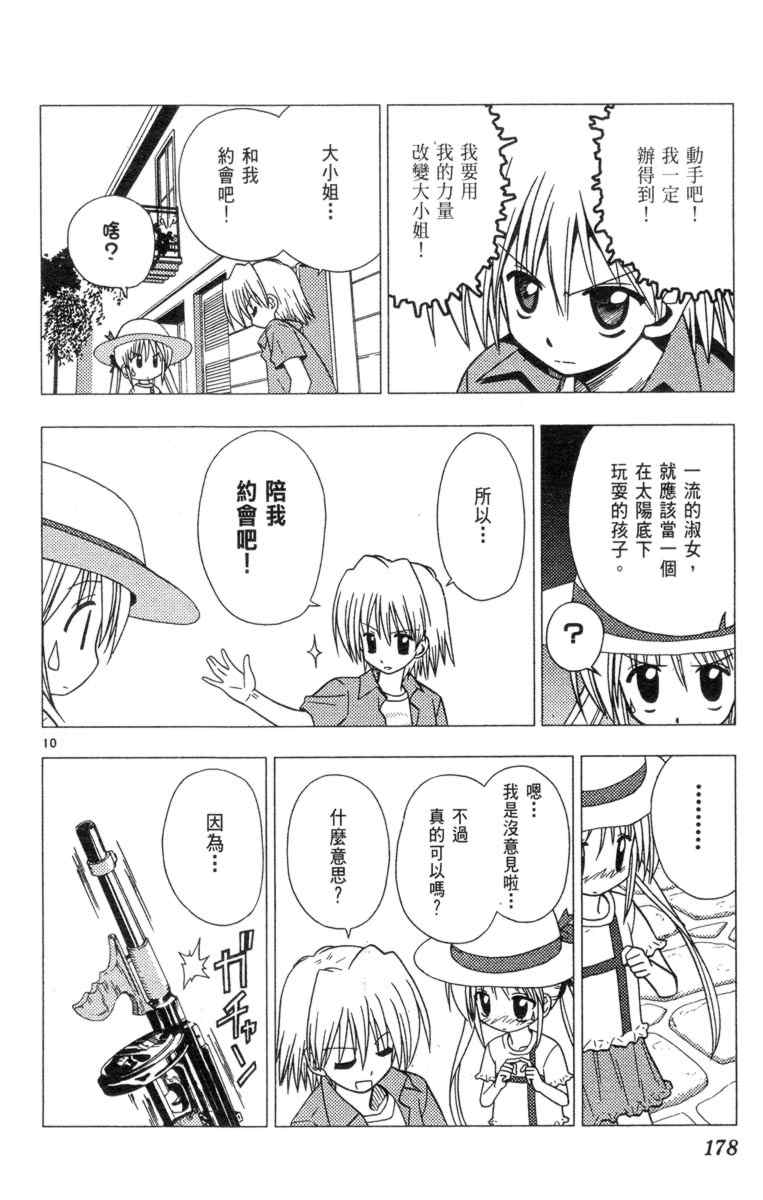 動手吧！
我一定
辦得到！
我要用
我的力量
改變大小姐！
大小姐…
和我
約會吧！
啥？
一流的淑女，
就應該當一個
在太陽底下
玩耍的孩子。
？
所以…
陪我
約會吧！
10
………
嗯…
我是沒意見啦…
不過
真的可以嗎？
什麼意思？
因為…
ガチャーン
178